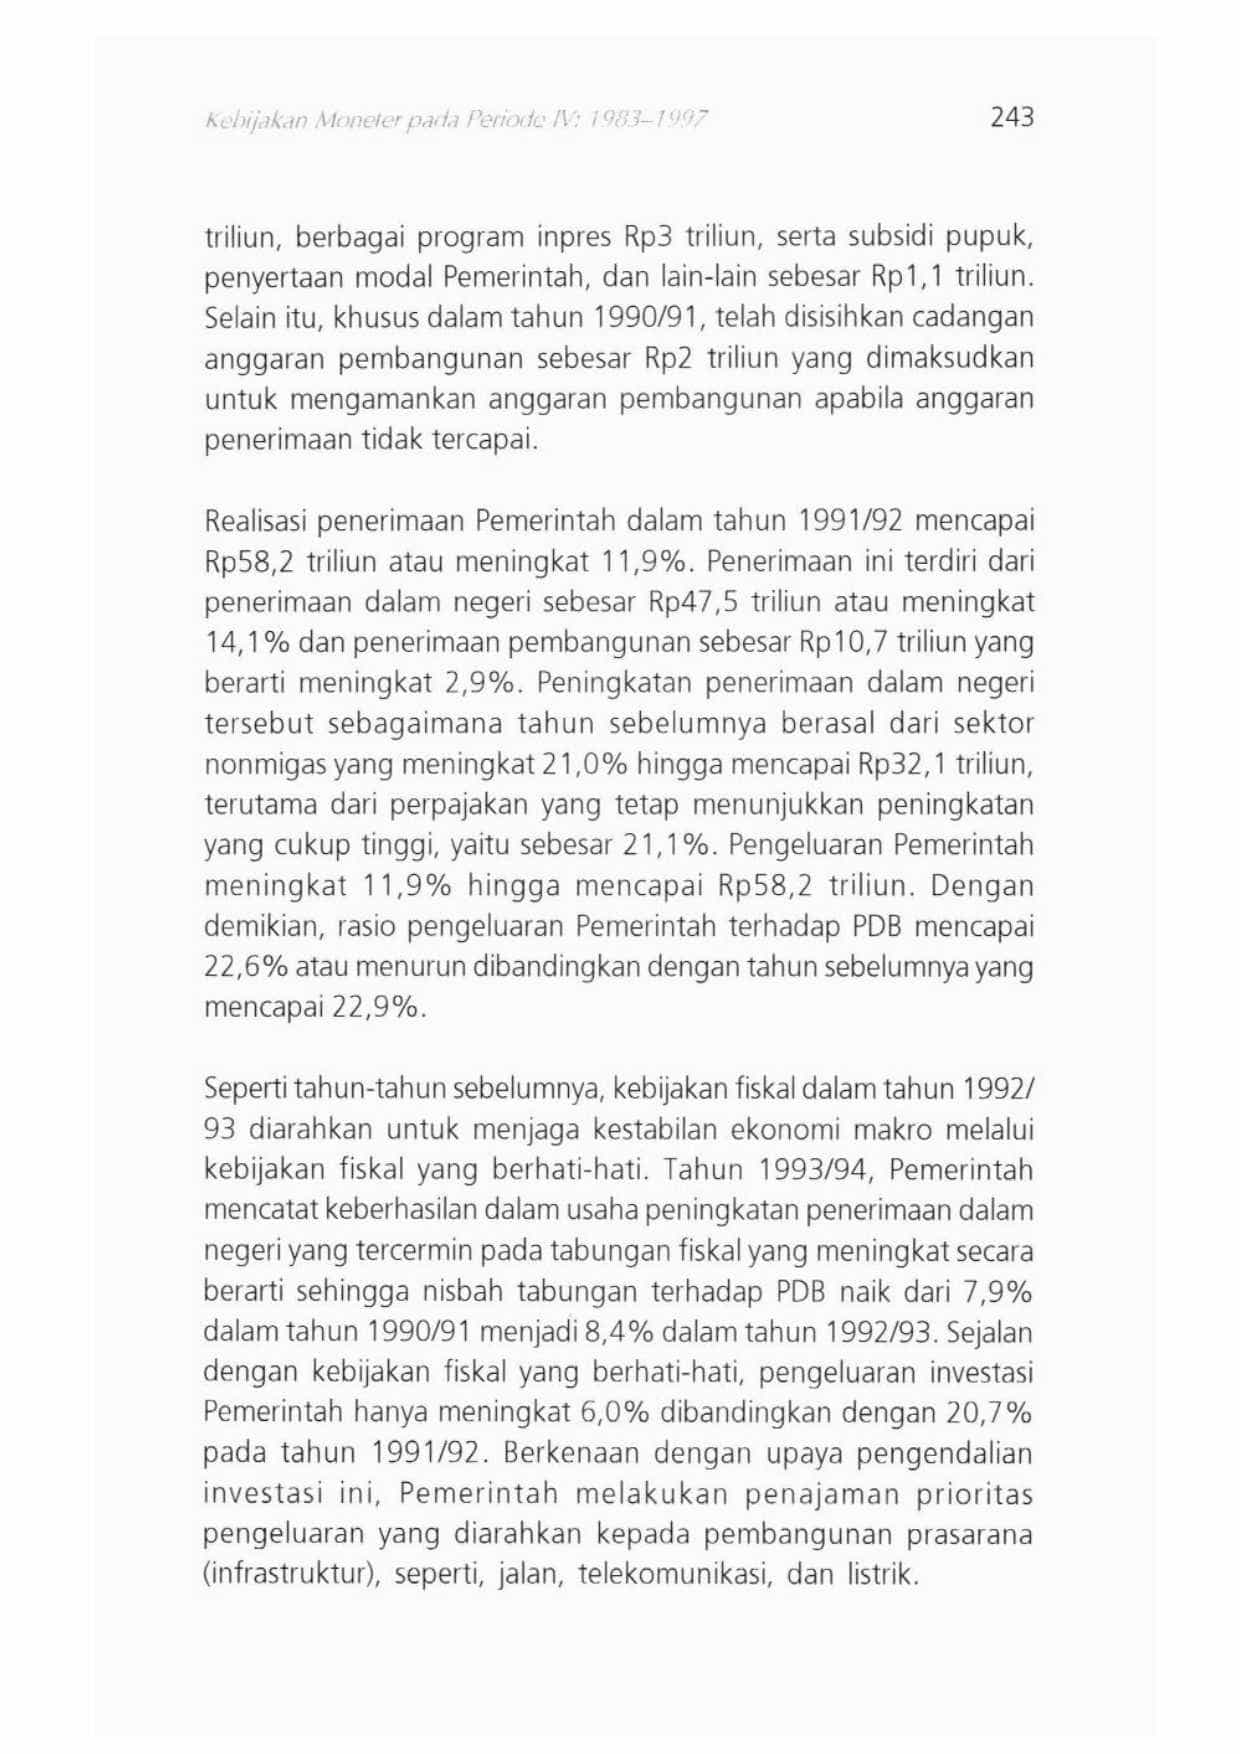 Kebijakan Moneter pada Periode IV: 1983–1997 243
triliun, berbagai program inpres Rp3 triliun, serta subsidi pupuk,
penyertaan modal Pemerintah, dan lain-lain sebesar Rp1,1 triliun.
Selain itu, khusus dalam tahun 1990/91, telah disisihkan cadangan
anggaran pembangunan sebesar Rp2 triliun yang dimaksudkan
untuk mengamankan anggaran pembangunan apabila anggaran
penerimaan tidak tercapai.
Realisasi penerimaan Pemerintah dalam tahun 1991/92 mencapai
Rp58,2 triliun atau meningkat 11,9%. Penerimaan ini terdiri dari
penerimaan dalam negeri sebesar Rp47,5 triliun atau meningkat
14,1% dan penerimaan pembangunan sebesar Rp10,7 triliun yang
berarti meningkat 2,9%. Peningkatan penerimaan dalam negeri
tersebut sebagaimana tahun sebelumnya berasal dari sektor
nonmigas yang meningkat 21,0% hingga mencapai Rp32,1 triliun,
terutama dari perpajakan yang tetap menunjukkan peningkatan
yang cukup tinggi, yaitu sebesar 21,1%. Pengeluaran Pemerintah
meningkat 11,9% hingga mencapai Rp58,2 triliun. Dengan
demikian, rasio pengeluaran Pemerintah terhadap PDB mencapai
22,6% atau menurun dibandingkan dengan tahun sebelumnya yang
mencapai 22,9%.
Seperti tahun-tahun sebelumnya, kebijakan fiskal dalam tahun 1992/
93 diarahkan untuk menjaga kestabilan ekonomi makro melalui
kebijakan fiskal yang berhati-hati. Tahun 1993/94, Pemerintah
mencatat keberhasilan dalam usaha peningkatan penerimaan dalam
negeri yang tercermin pada tabungan fiskal yang meningkat secara
berarti sehingga nisbah tabungan terhadap PDB naik dari 7,9%
dalam tahun 1990/91 menjadi 8,4% dalam tahun 1992/93. Sejalan
dengan kebijakan fiskal yang berhati-hati, pengeluaran investasi
Pemerintah hanya meningkat 6,0% dibandingkan dengan 20,7%
pada tahun 1991/92. Berkenaan dengan upaya pengendalian
investasi ini, Pemerintah melakukan penajaman prioritas
pengeluaran yang diarahkan kepada pembangunan prasarana
(infrastruktur), seperti, jalan, telekomunikasi, dan listrik.